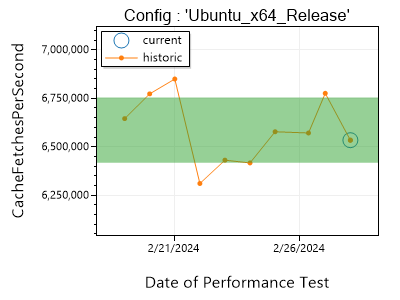 Config : 'Ubuntu_x64_Release'
current
historic
7,000,000
6,750,000
6,500,000
6,250,000
CacheFetchesPerSecond
2/21/2024
2/26/2024
Date of Performance Test